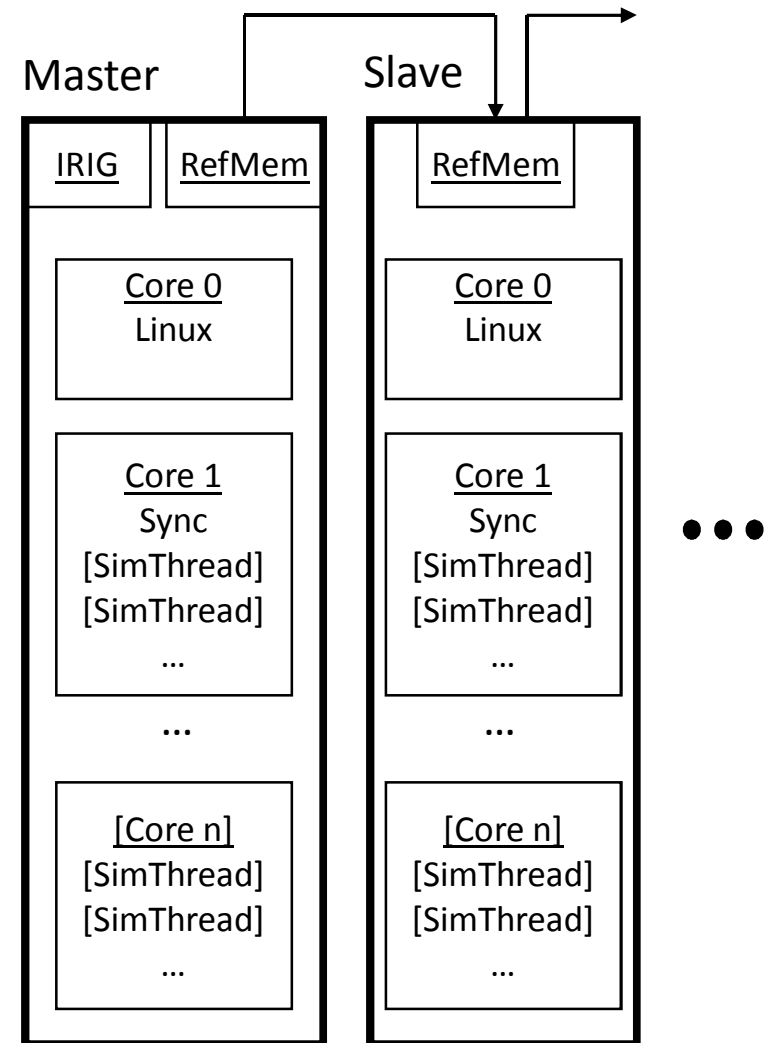 Master
IRIG
RefMem
Core 0
Linux
Core 1
Sync
[SimThread]
[SimThread]
...
...
[Core n]
[SimThread]
[SimThread]
...
Slave
RefMem
Core 0
Linux
Core 1
Sync
[SimThread]
[SimThread]
...
...
[Core n]
[SimThread]
[SimThread]
...
...